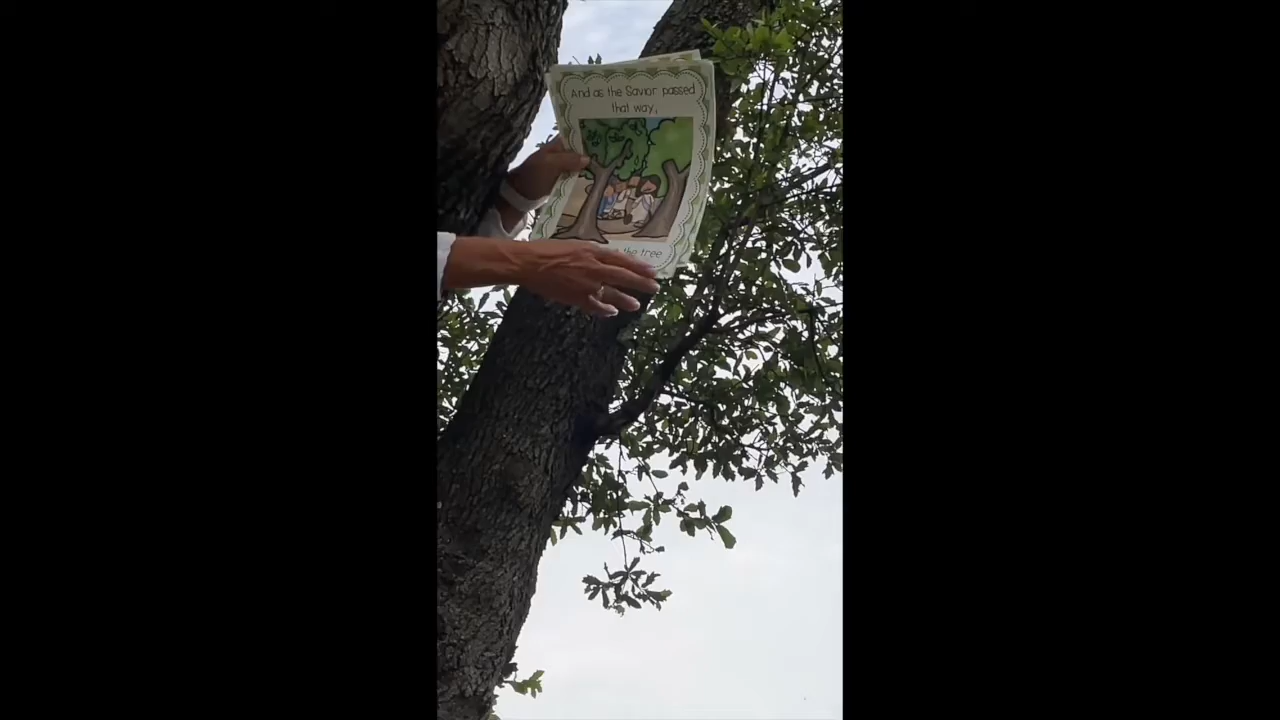 And as the Savior passed
that way,
the tree